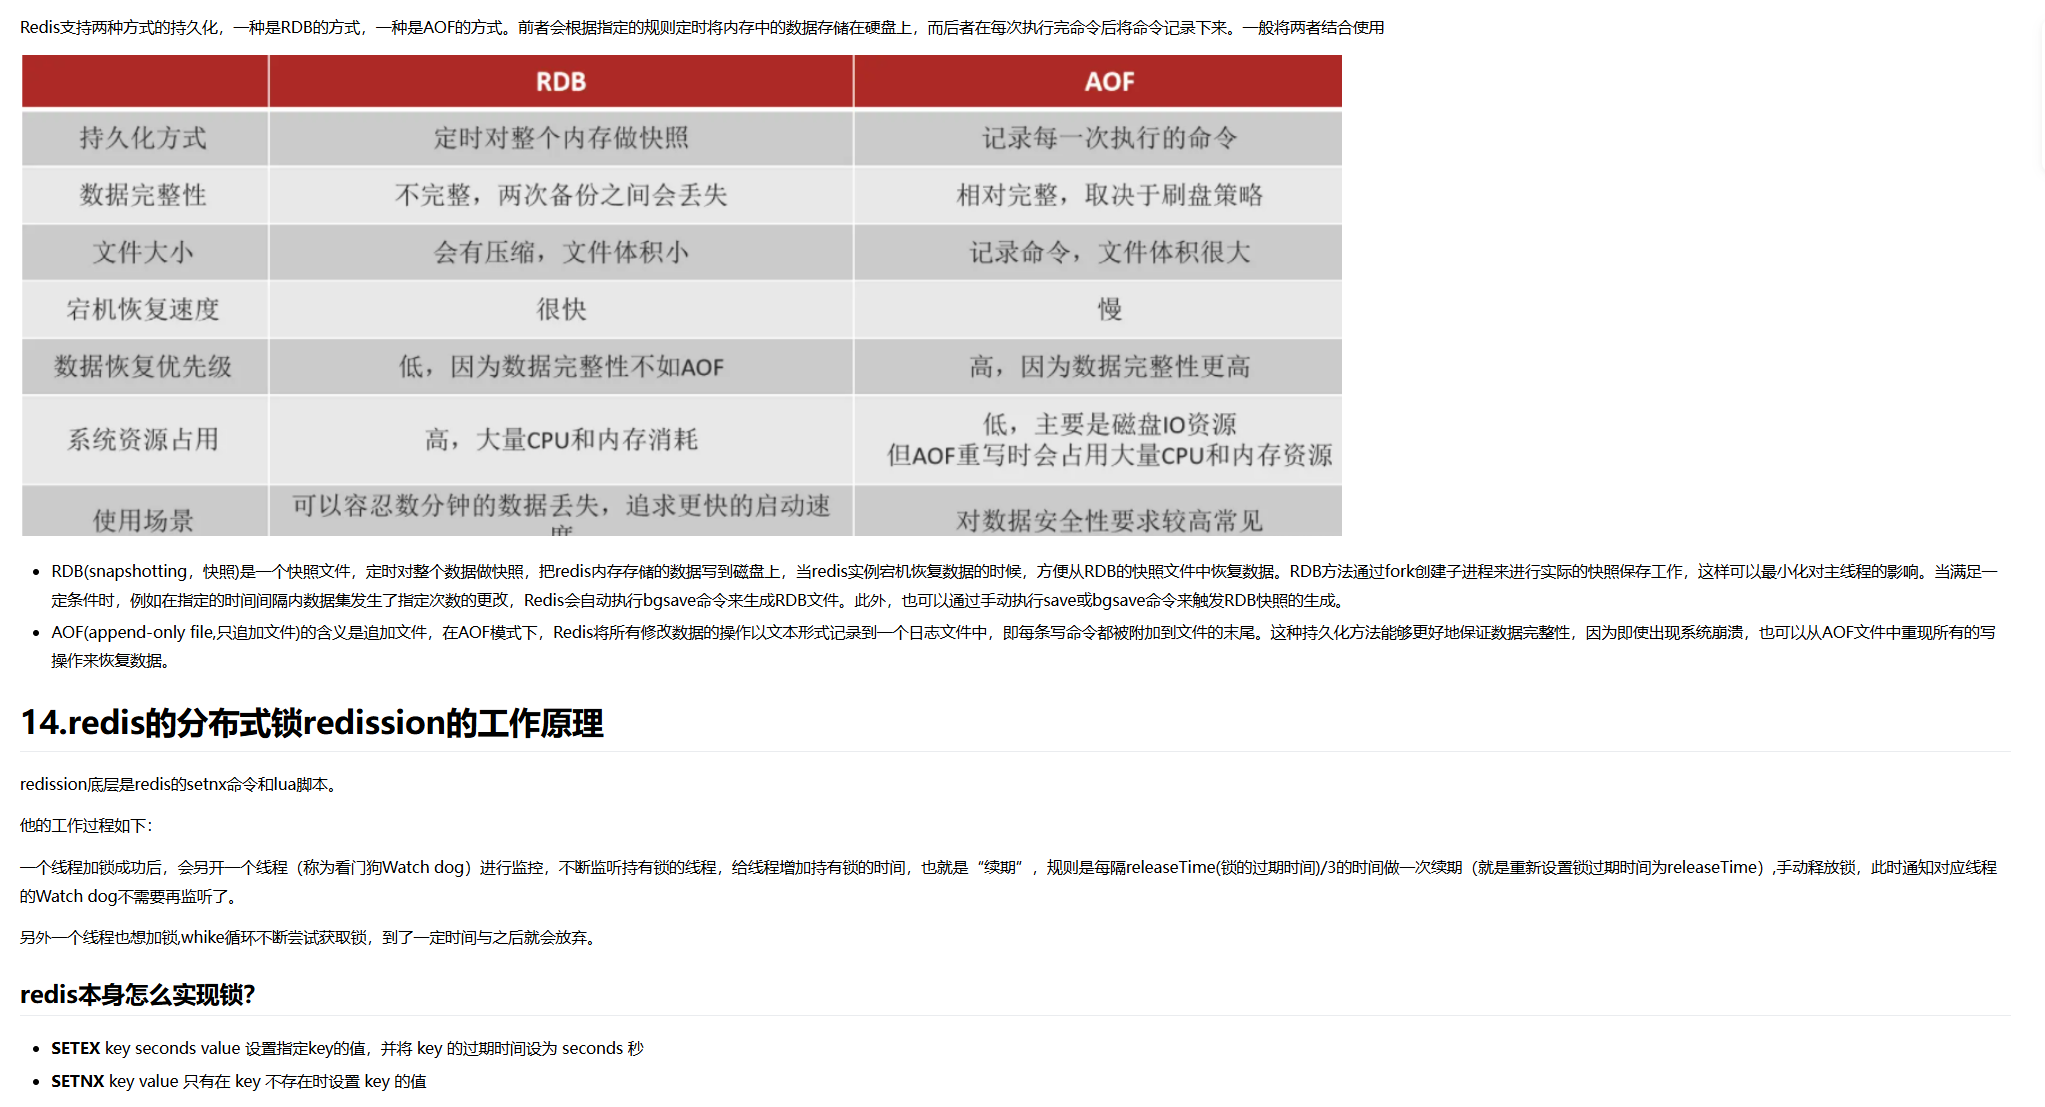 Redis支持两种方式的持久化，一种是RDB的方式，一种是AOF的方式。前者会根据指定的规则定时将内存中的数据存储在硬盘上，而后者在每次执行完命令后将命令记录下来。一般将两者结合使用
RDB AOF
持久化方式 定时对整个内存做快照 记录每一次执行的命令
数据完整性 不完整，两次备份之间会丢失 相对完整，取决于刷盘策略
文件大小 会有压缩，文件体积小 记录命令，文件体积很大
宕机恢复速度 很快 慢
数据恢复优先级 低，因为数据完整性不如AOF 高，因为数据完整性更高
系统资源占用 高，大量CPU和内存消耗 低，主要是磁盘IO资源
但AOF重写时会占用大量CPU和内存资源
使用场景 可以容忍数分钟的数据丢失，追求更快的启动速
度 对数据安全性要求较高常见
• RDB(snapshotting，快照)是一个快照文件，定时对整个数据做快照，把redis内存存储的数据写到磁盘上，当redis实例宕机恢复数据的时候，方便从RDB的快照文件中恢复数据。RDB方法通过fork创建子进程来进行实际的快照保存工作，这样可以最小化对主线程的影响。当满足一
定条件时，例如在指定的时间间隔内数据集发生了指定次数的更改，Redis会自动执行bgsave命令来生成RDB文件。此外，也可以通过手动执行save或bgsave命令来触发RDB快照的生成。
• AOF(append-only file,只追加文件)的含义是追加文件，在AOF模式下，Redis将所有修改数据的操作以文本形式记录到一个日志文件中，即每条写命令都被附加到文件的末尾。这种持久化方法能够更好地保证数据完整性，因为即使出现系统崩溃，也可以从AOF文件中重现所有的写
操作来恢复数据。
14.redis的分布式锁redission的工作原理
redission底层是redis的setnx命令和lua脚本。
他的工作过程如下：
一个线程加锁成功后，会另开一个线程（称为看门狗Watch dog）进行监控，不断监听持有锁的线程，给线程增加持有锁的时间，也就是“续期”，规则是每隔releaseTime(锁的过期时间)/3的时间做一次续期（就是重新设置锁过期时间为releaseTime）,手动释放锁，此时通知对应线程
的Watch dog不需要再监听了。
另外一个线程也想加锁,whike循环不断尝试获取锁，到了一定时间与之后就会放弃。
redis本身怎么实现锁？
• SETEX key seconds value 设置指定key的值，并将 key 的过期时间设为 seconds 秒
• SETNX key value 只有在 key 不存在时设置 key 的值